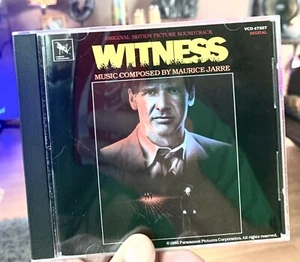 ORIGINAL MOTION PICTURE SOUNDTRACK
VCD 47227
DIGITAL
WITNESS
MUSIC COMPOSED BY MAURICE JARRE
©1985 Paramount Pictures Corporation. All rights reserved.